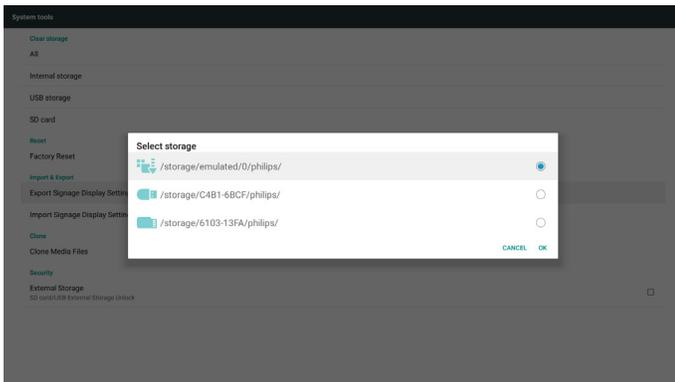 System tools
Clear storage
All
Internal storage
USB storage
SD card
Reset
Factory Reset
Import & Export
Export Signage Display
Import Signage Display
Clone
Clone Media Files
Security
External Storage
SD card/USB External Storage Unlock
Select storage
/storage/emulated/0/philips/
/storage/C4B1-6BCF/philips/
/storage/6103-13FA/philips/
CANCEL OK